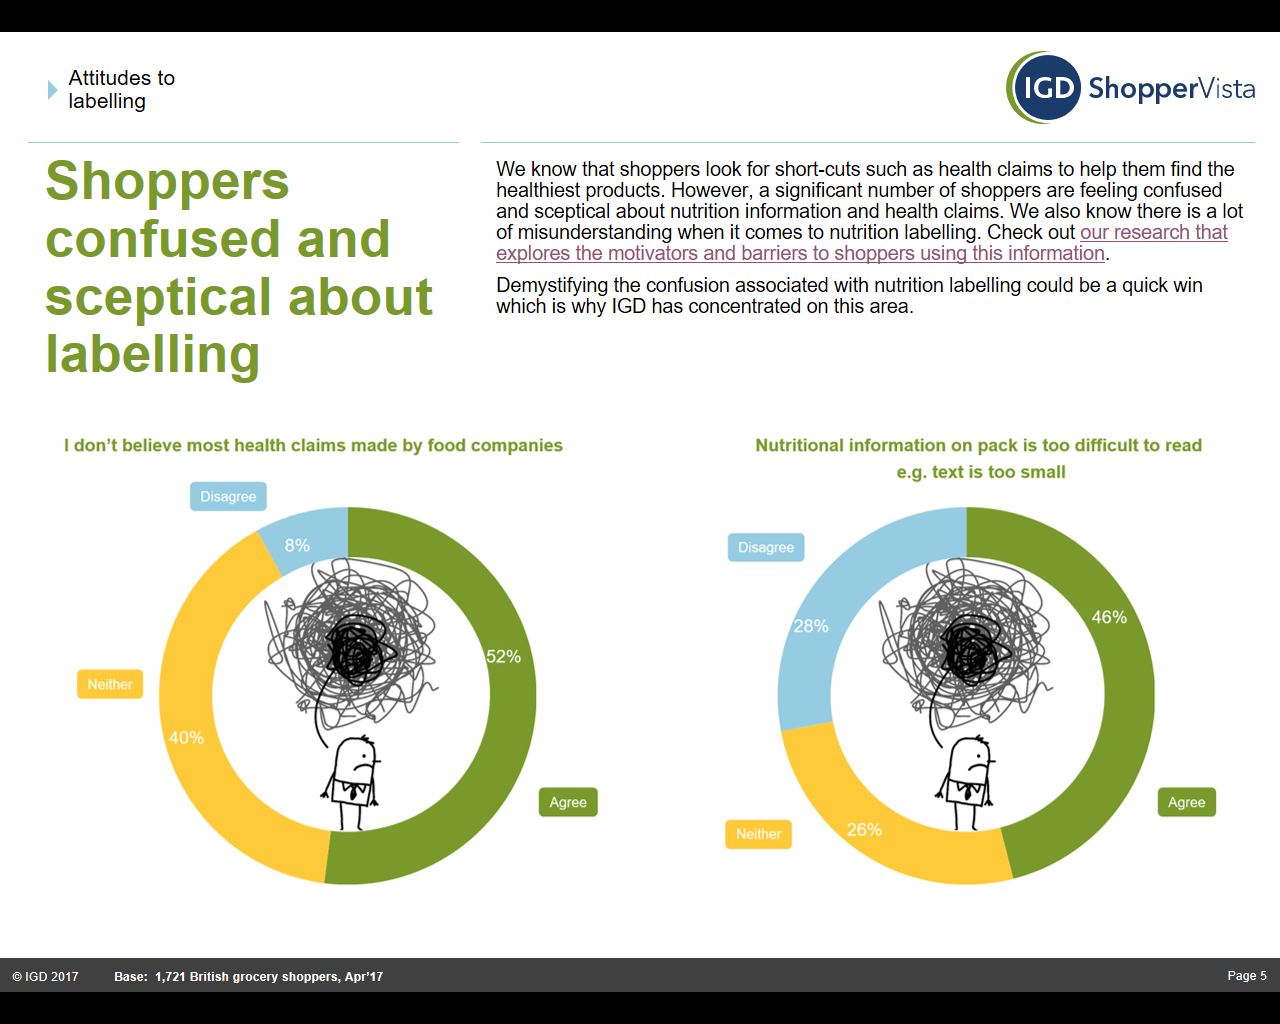 Attitudes to
labelling
IGD ShopperVista
Shoppers
confused and
sceptical about
labelling
We know that shoppers look for short-cuts such as health claims to help them find the
healthiest products. However, a significant number of shoppers are feeling confused
and sceptical about nutrition information and health claims. We also know there is a lot
of misunderstanding when it comes to nutrition labelling. Check out our research that
explores the motivators and barriers to shoppers using this information.
Demystifying the confusion associated with nutrition labelling could be a quick win
which is why IGD has concentrated on this area.
I don’t believe most health claims made by food companies
Disagree
8%
52%
Neither
40%
Agree
Nutritional information on pack is too difficult to read
e.g. text is too small
Disagree
46%
28%
Agree
Neither
26%
© IGD 2017
Base: 1,721 British grocery shoppers, Apr’17
Page 5